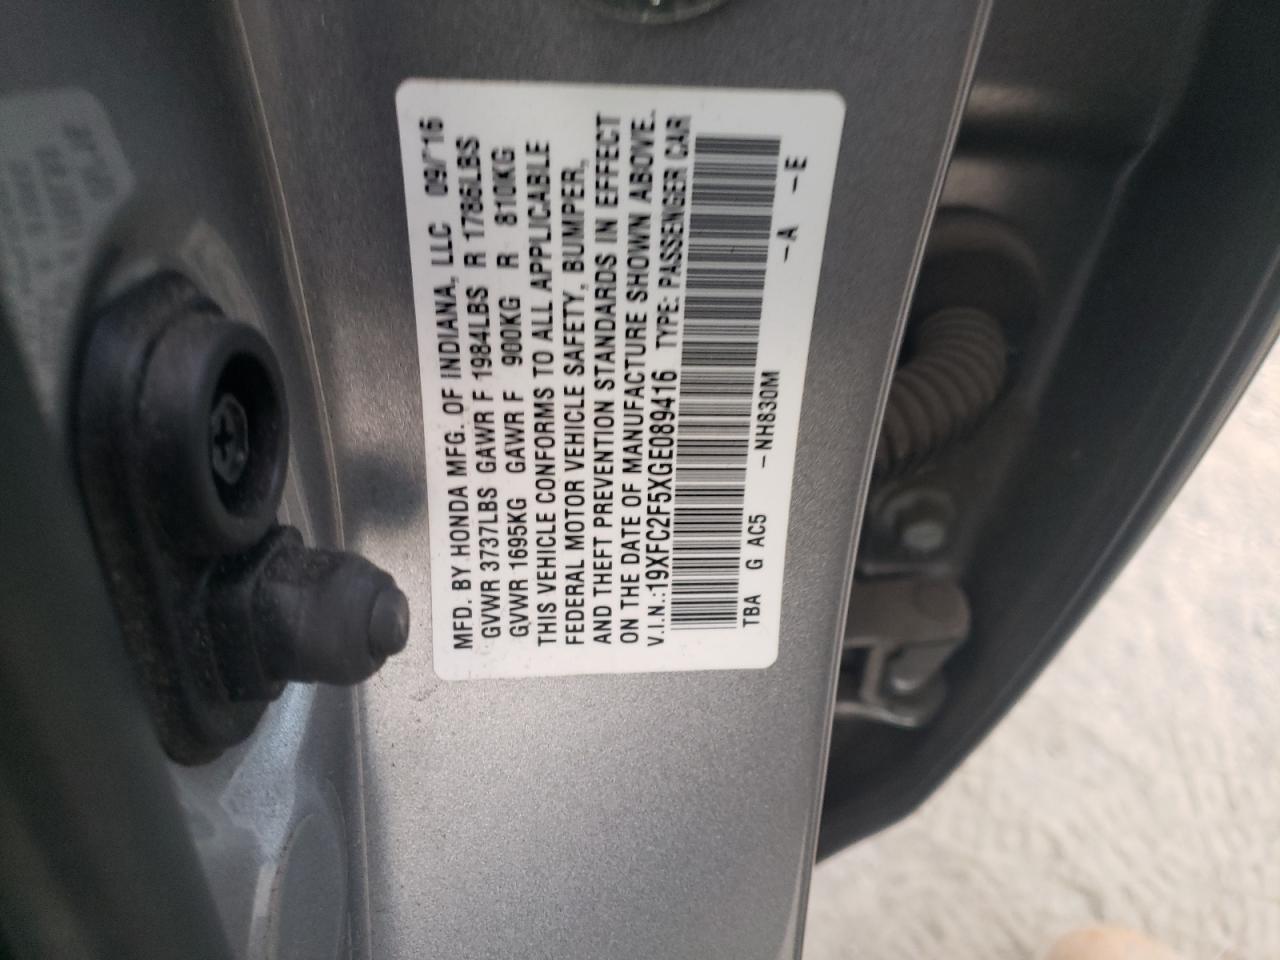 MFD. BY HONDA MFG. OF INDIANA, LLC 09/16
GVWR 3737LBS GAWR F 1984LBS R 1786LBS
GVWR 1695KG GAWR F 900KG R 810KG
THIS VEHICLE CONFORMS TO ALL APPLICABLE
FEDERAL MOTOR VEHICLE SAFETY, BUMPER,
AND THEFT PREVENTION STANDARDS IN EFFECT
ON THE DATE OF MANUFACTURE SHOWN ABOVE.
V.I.N.:19XFC2F5XGE089416 TYPE: PASSENGER CAR
TBA G AC5 -NH830M -A -E